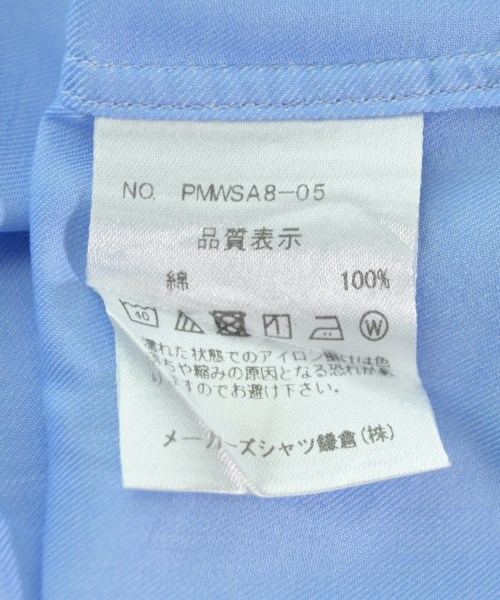 NO. PMWSA8-05
品質表示
綿 100%
40 W
濡れた状態でのアイロン掛けは色
落ちや縮みの原因となる恐れが
りますのでお避け下さい。
メーカーズシャツ鎌倉(株)